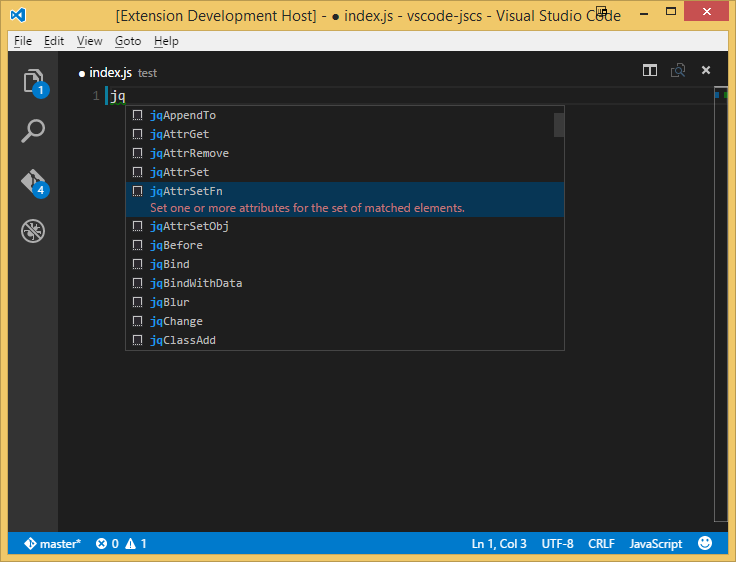 [Extension Development Host] - ● index.js - vscode-jscs - Visual Studio Code
File Edit View Goto Help
● index.js test
1
1 jq
jqAppendTo
jqAttrGet
jqAttrRemove
jqAttrSet
4
jqAttrSetFn
Set one or more attributes for the set of matched elements.
jqAttrSetObj
jqBefore
jqBind
jqBindWithData
jqBlur
jqChange
jqClassAdd
master* 0 1 Ln 1, Col 3 UTF-8 CRLF JavaScript